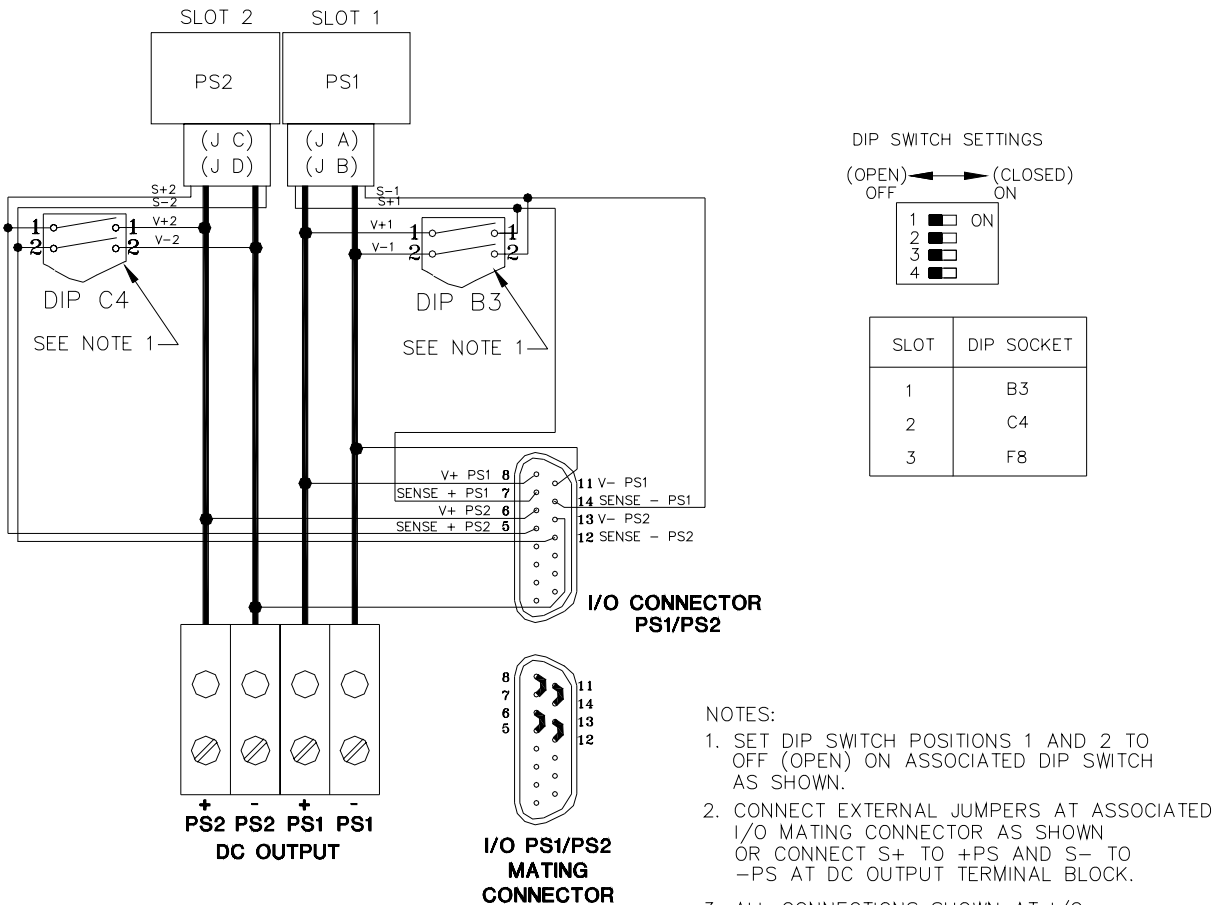 SLOT 2 SLOT 1
PS2 PS1
(J C) (J A)
(J D) (J B)
S+2 S-1
S-2 S+1
1 1 V+2 V+1 1 1
2 2 V-2 V-1 2 2
DIP C4 DIP B3
SEE NOTE 1 SEE NOTE 1
V+ PS1 8 11 V- PS1
SENSE + PS1 7 14 SENSE - PS1
V+ PS2 6 13 V- PS2
SENSE + PS2 5 12 SENSE - PS2
I/O CONNECTOR
PS1/PS2
+ - + -
PS2 PS2 PS1 PS1
DC OUTPUT
8 11
7 14
6 13
5 12
I/O PS1/PS2
MATING
CONNECTOR
DIP SWITCH SETTINGS
(OPEN) (CLOSED)
OFF ON
1 ON
2
3
4
SLOT DIP SOCKET
1 B3
2 C4
3 F8
NOTES:
1. SET DIP SWITCH POSITIONS 1 AND 2 TO
OFF (OPEN) ON ASSOCIATED DIP SWITCH
AS SHOWN.
2. CONNECT EXTERNAL JUMPERS AT ASSOCIATED
I/O MATING CONNECTOR AS SHOWN
OR CONNECT S+ TO +PS AND S- TO
-PS AT DC OUTPUT TERMINAL BLOCK.
3. ALL CONNECTIONS SHOWN AT I/O